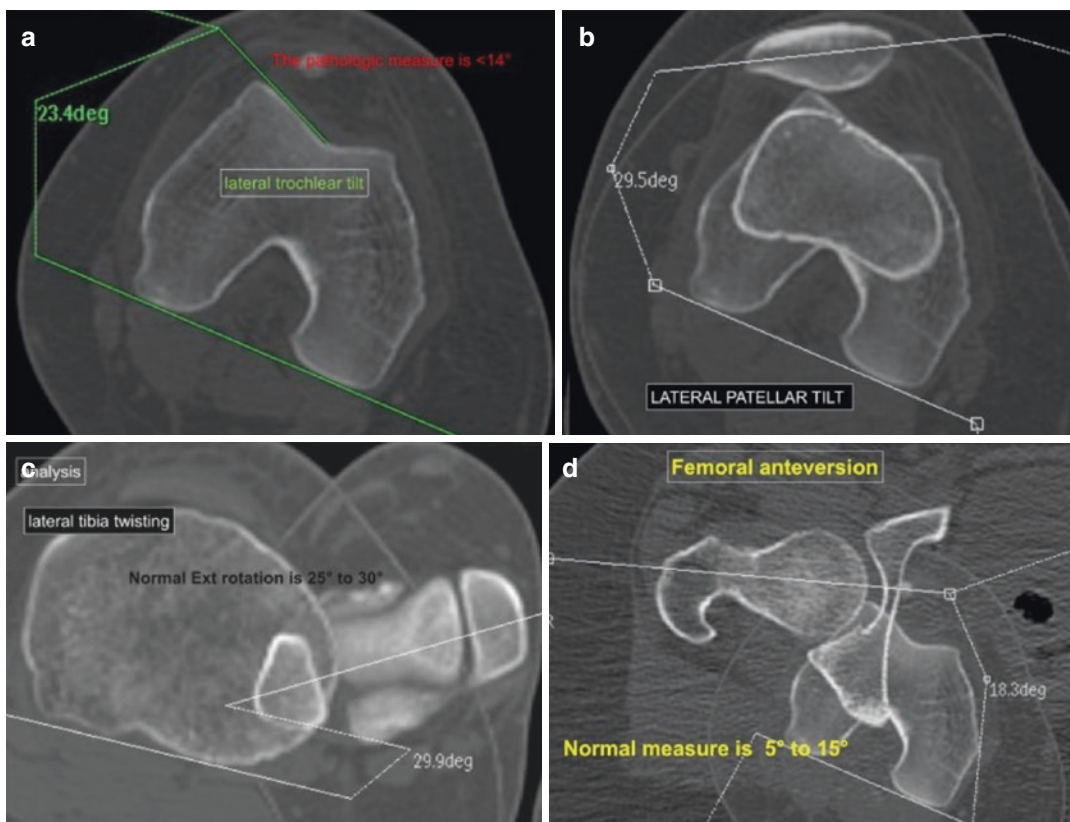 a
The pathologic measure is <14°
23.4deg
lateral trochlear tilt
b
29.5deg
LATERAL PATELLAR TILT
c
analysis
lateral tibia twisting
Normal Ext rotation is 25° to 30°
R
29.9deg
d
Femoral anteversion
18.3deg
Normal measure is 5° to 15°